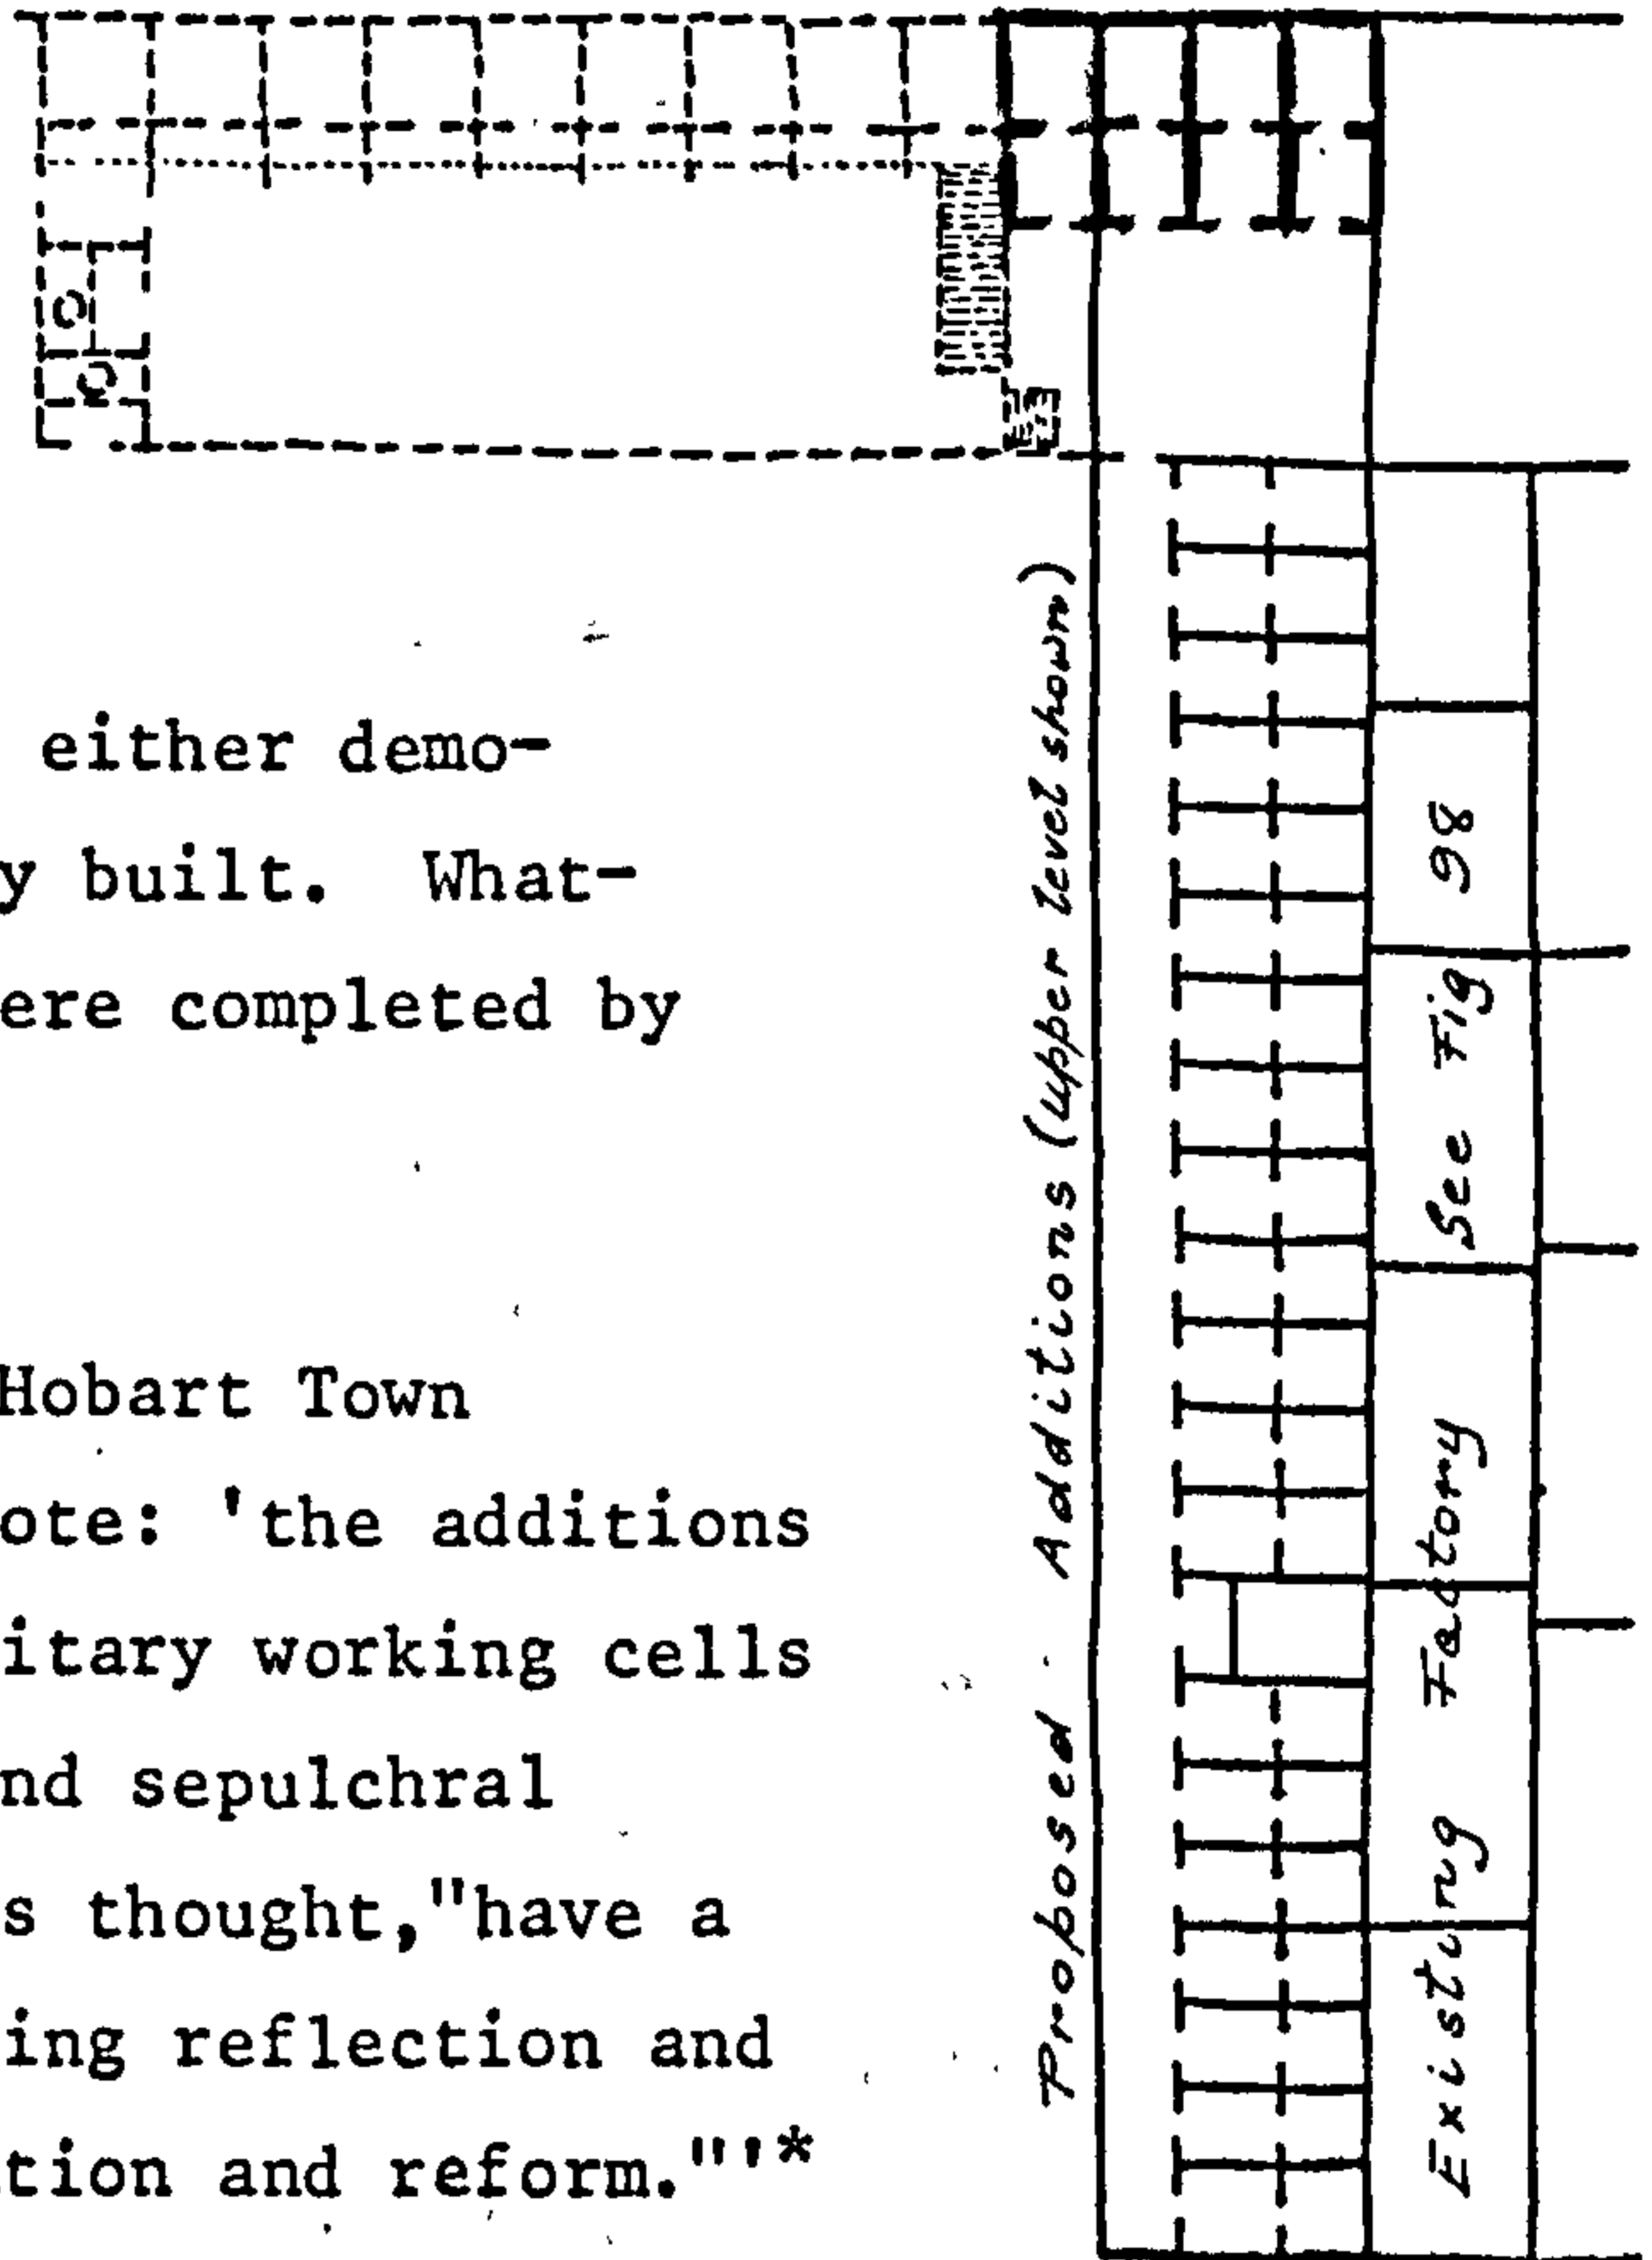 either demo-
y built. What-
ere completed by
Hobart Town
ote: 'the additions
itary working cells
nd sepulchral
s thought,"have a
ing reflection and
tion and reform."'*
Proposed Additions (upper level shown)
Existing Factory See Fig 98